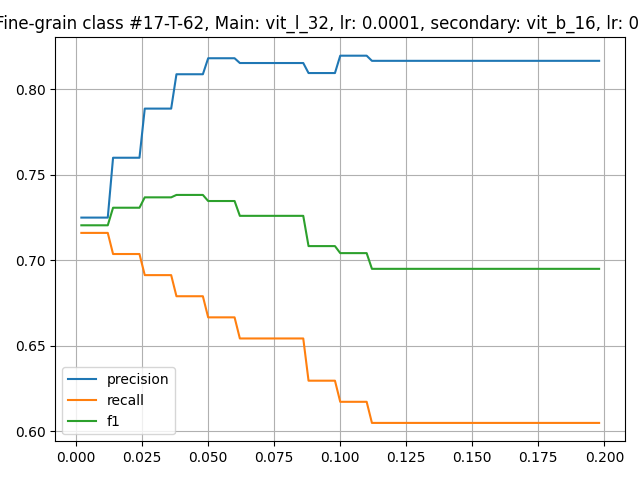 Fine-grain class #17-T-62, Main: vit_l_32, lr: 0.0001, secondary: vit_b_16, lr: 0
0.80
0.75
0.70
0.65
0.60
precision
recall
f1
0.000 0.025 0.050 0.075 0.100 0.125 0.150 0.175 0.200